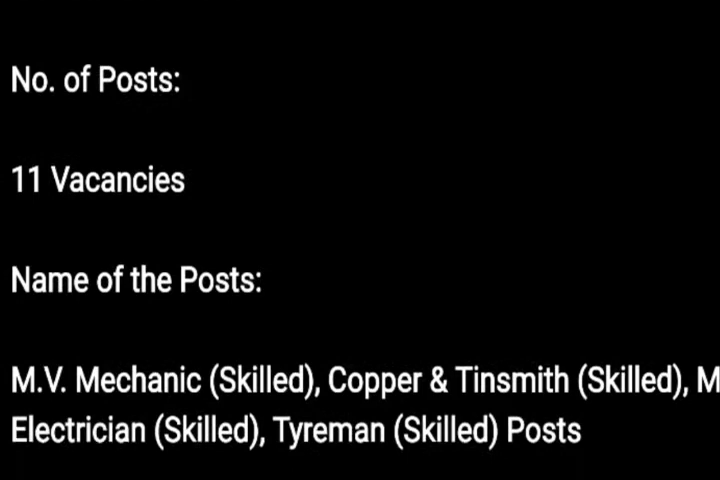 No. of Posts:
11 Vacancies
Name of the Posts:
M.V. Mechanic (Skilled), Copper & Tinsmith (Skilled), M
Electrician (Skilled), Tyreman (Skilled) Posts